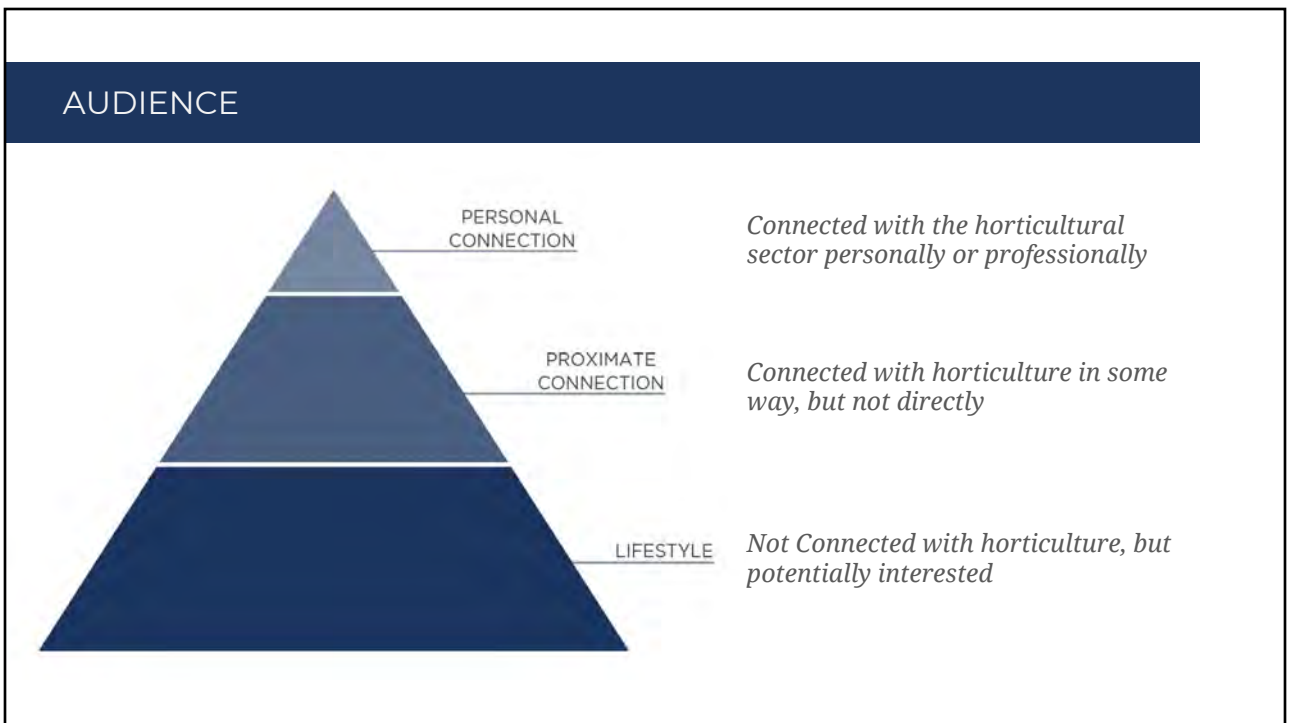 AUDIENCE
PERSONAL
CONNECTION
Connected with the horticultural
sector personally or professionally
PROXIMATE
CONNECTION
Connected with horticulture in some
way, but not directly
LIFESTYLE
Not Connected with horticulture, but
potentially interested